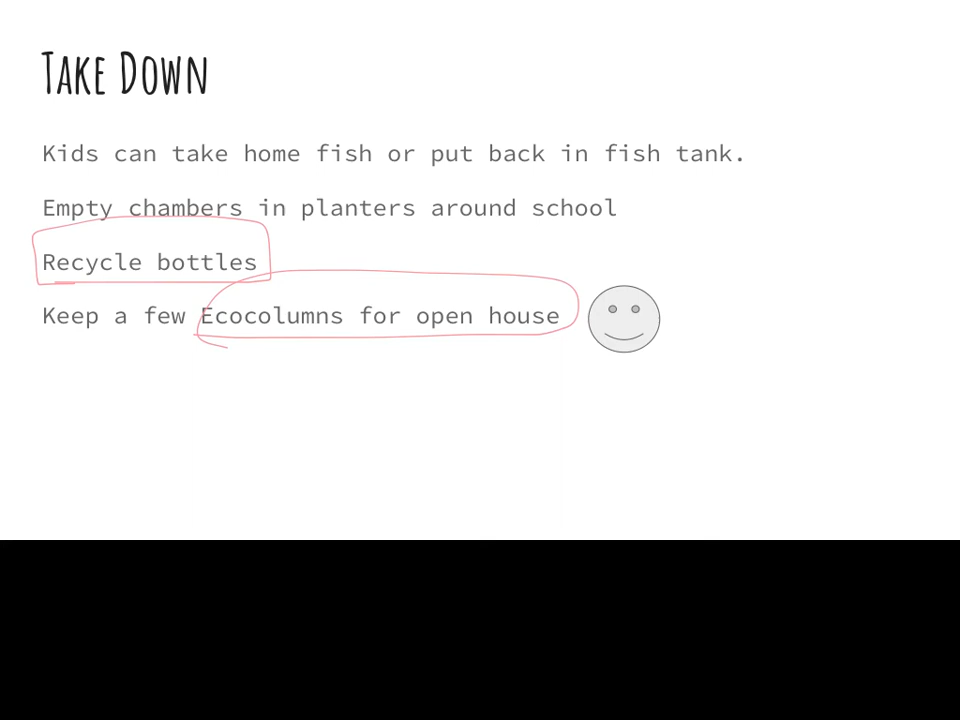 Take Down
Kids can take home fish or put back in fish tank.
Empty chambers in planters around school
Recycle bottles
Keep a few Ecocolumns for open house